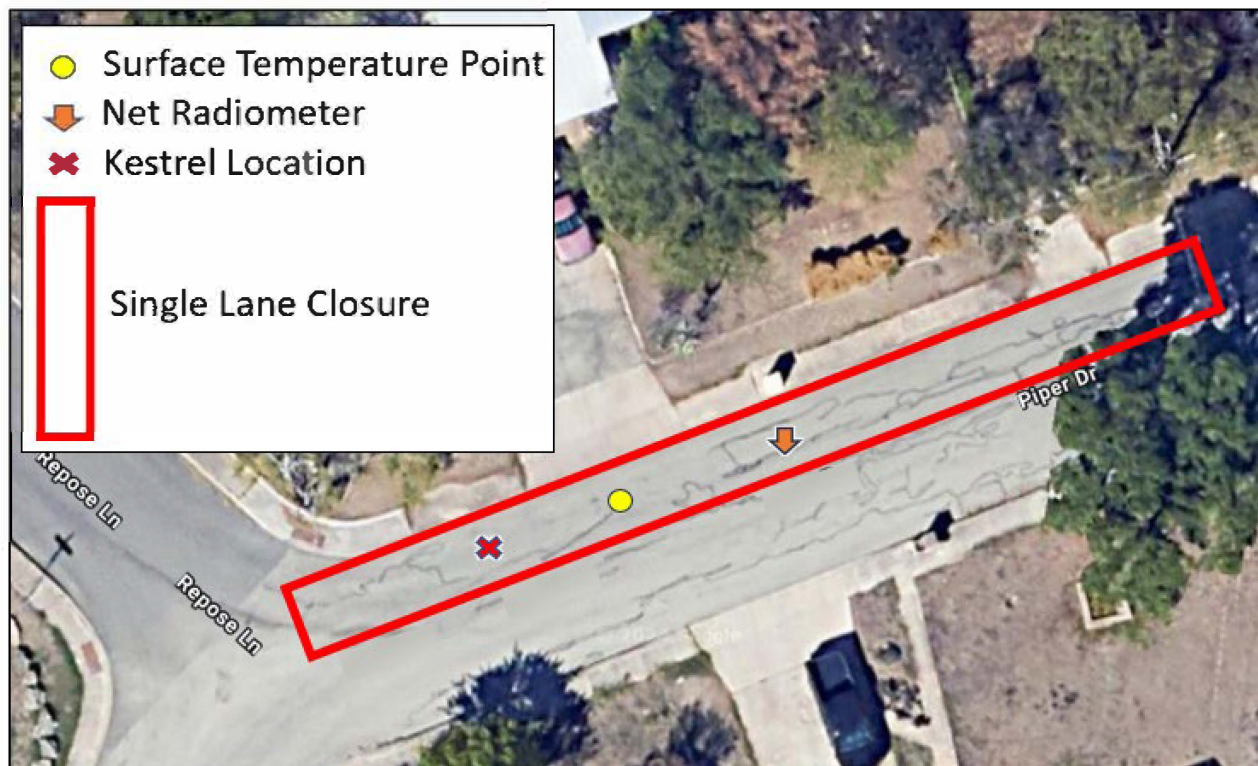 Surface Temperature Point
Net Radiometer
Kestrel Location
Single Lane Closure
Piper Dr
Repose Ln
Repose Ln